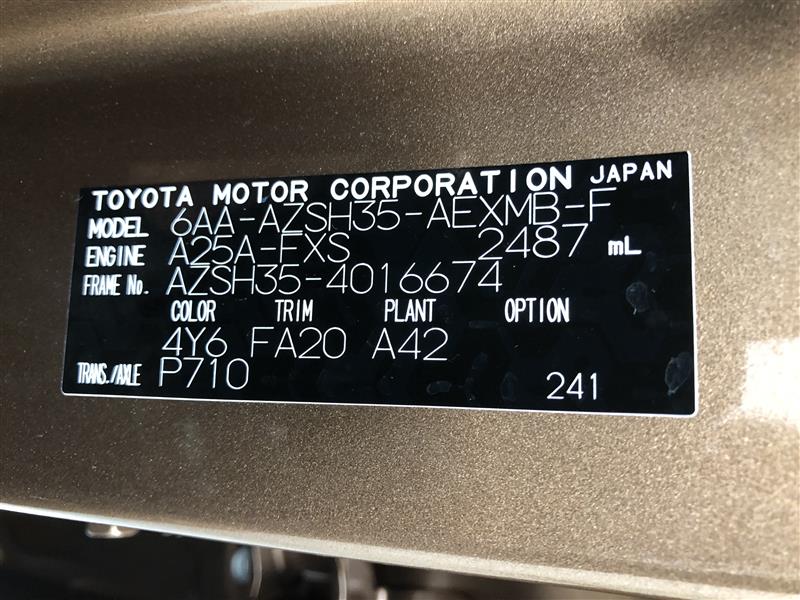 TOYOTA MOTOR CORPORATION JAPAN
MODEL 6AA-AZSH35-AEXMB-F
ENGINE A25A-FXS 2487 mL
FRAME No. AZSH35-4016674
COLOR TRIM PLANT OPTION
4Y6 FA20 A42
TRANS./AXLE P710 241